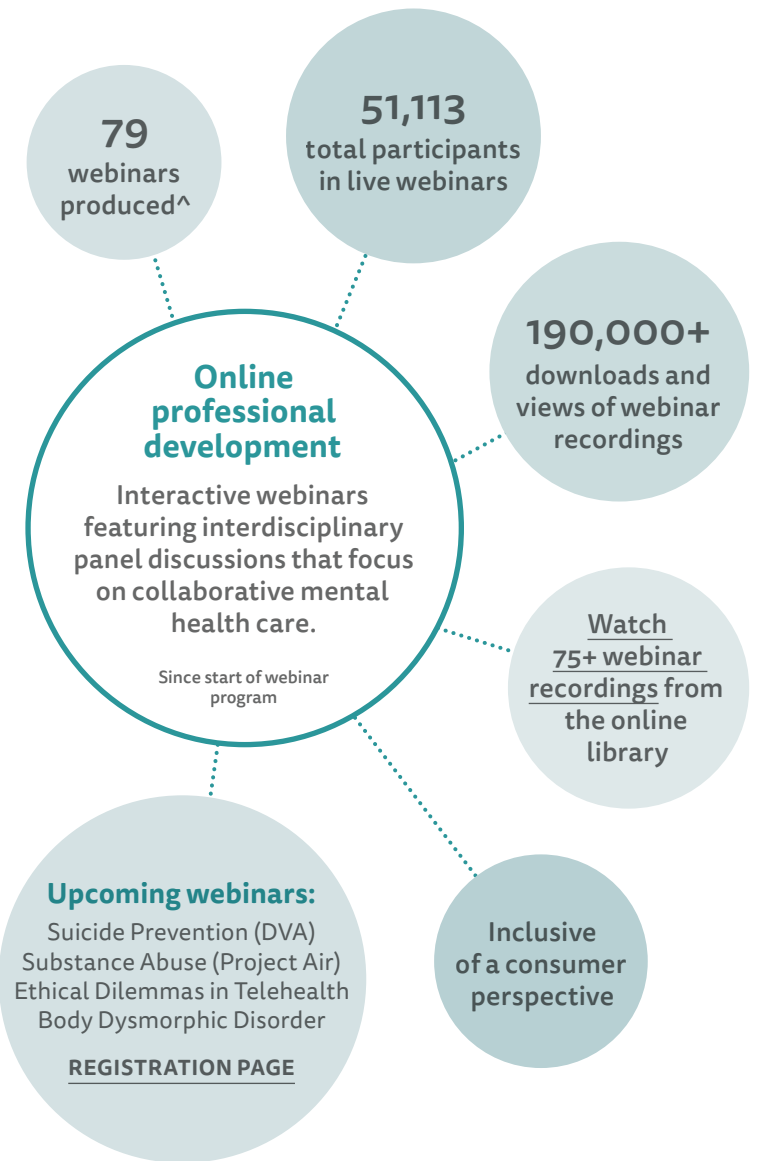 79
webinars
produced^
51,113
total participants
in live webinars
190,000+
downloads and
views of webinar
recordings
Online
professional
development
Interactive webinars
featuring interdisciplinary
panel discussions that focus
on collaborative mental
health care.
Since start of webinar
program
Watch
75+ webinar
recordings from
the online
library
Upcoming webinars:
Suicide Prevention (DVA)
Substance Abuse (Project Air)
Ethical Dilemmas in Telehealth
Body Dysmorphic Disorder
REGISTRATION PAGE
Inclusive
of a consumer
perspective